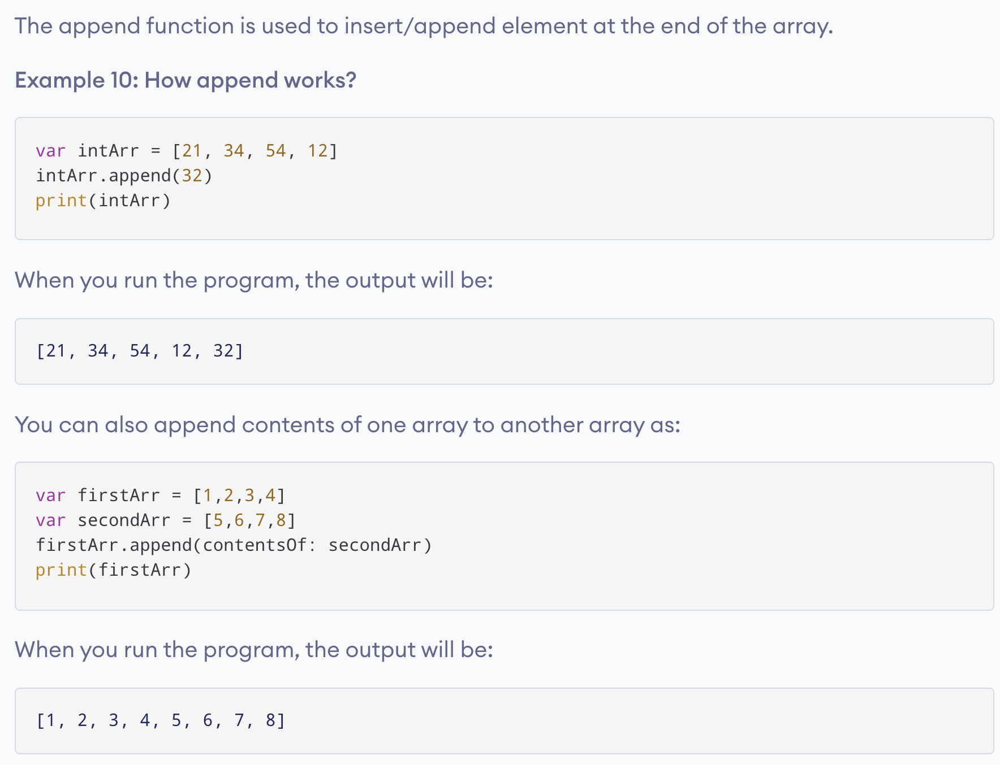 The append function is used to insert/append element at the end of the array.
Example 10: How append works?
var intArr = [21, 34, 54, 12]
intArr.append(32)
print(intArr)
When you run the program, the output will be:
[21, 34, 54, 12, 32]
You can also append contents of one array to another array as:
var firstArr = [1,2,3,4]
var secondArr = [5,6,7,8]
firstArr.append(contentsOf: secondArr)
print(firstArr)
When you run the program, the output will be:
[1, 2, 3, 4, 5, 6, 7, 8]